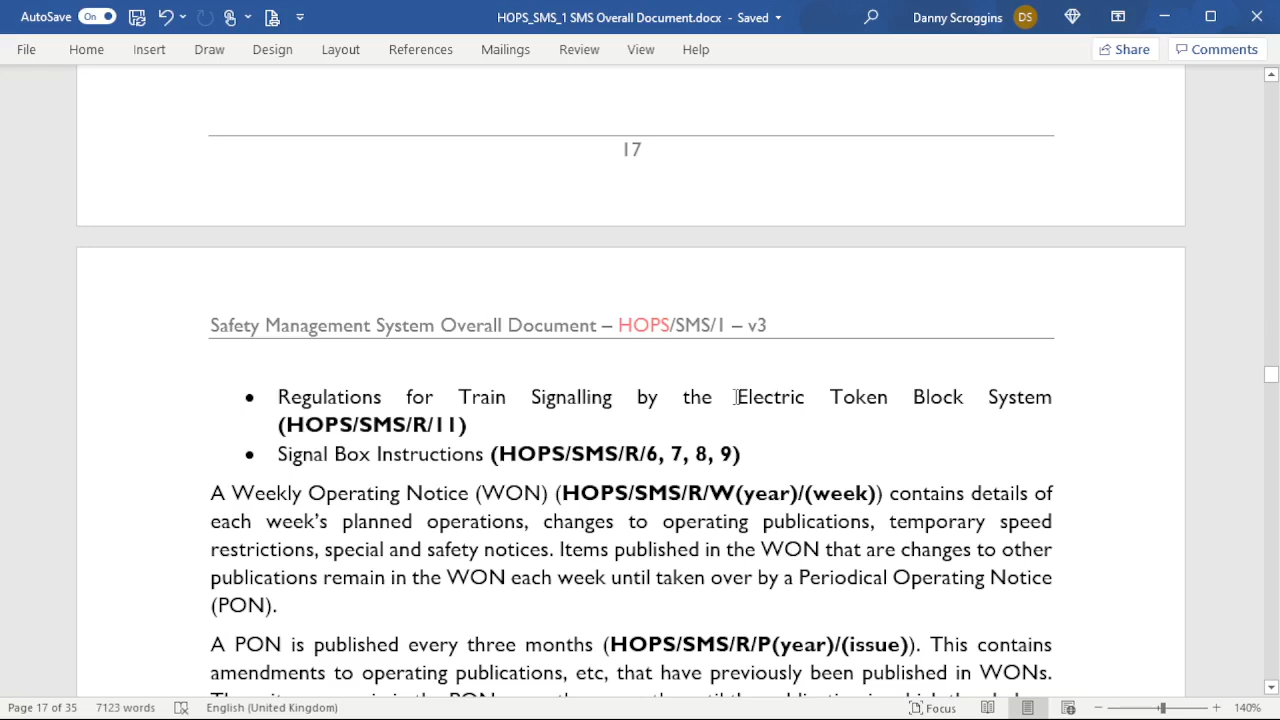 AutoSave On HOPS_SMS_1 SMS Overall Document.docx - Saved Danny Scroggins DS
File Home Insert Draw Design Layout References Mailings Review View Help Share Comments
17
Safety Management System Overall Document – HOPS/SMS/1 – v3
• Regulations for Train Signalling by the Electric Token Block System
(HOPS/SMS/R/11)
• Signal Box Instructions (HOPS/SMS/R/6, 7, 8, 9)
A Weekly Operating Notice (WON) (HOPS/SMS/R/W(year)/(week)) contains details of
each week's planned operations, changes to operating publications, temporary speed
restrictions, special and safety notices. Items published in the WON that are changes to other
publications remain in the WON each week until taken over by a Periodical Operating Notice
(PON).
A PON is published every three months (HOPS/SMS/R/P(year)/(issue)). This contains
amendments to operating publications, etc, that have previously been published in WONs.
Page 17 of 35 7123 words English (United Kingdom) Focus 140%